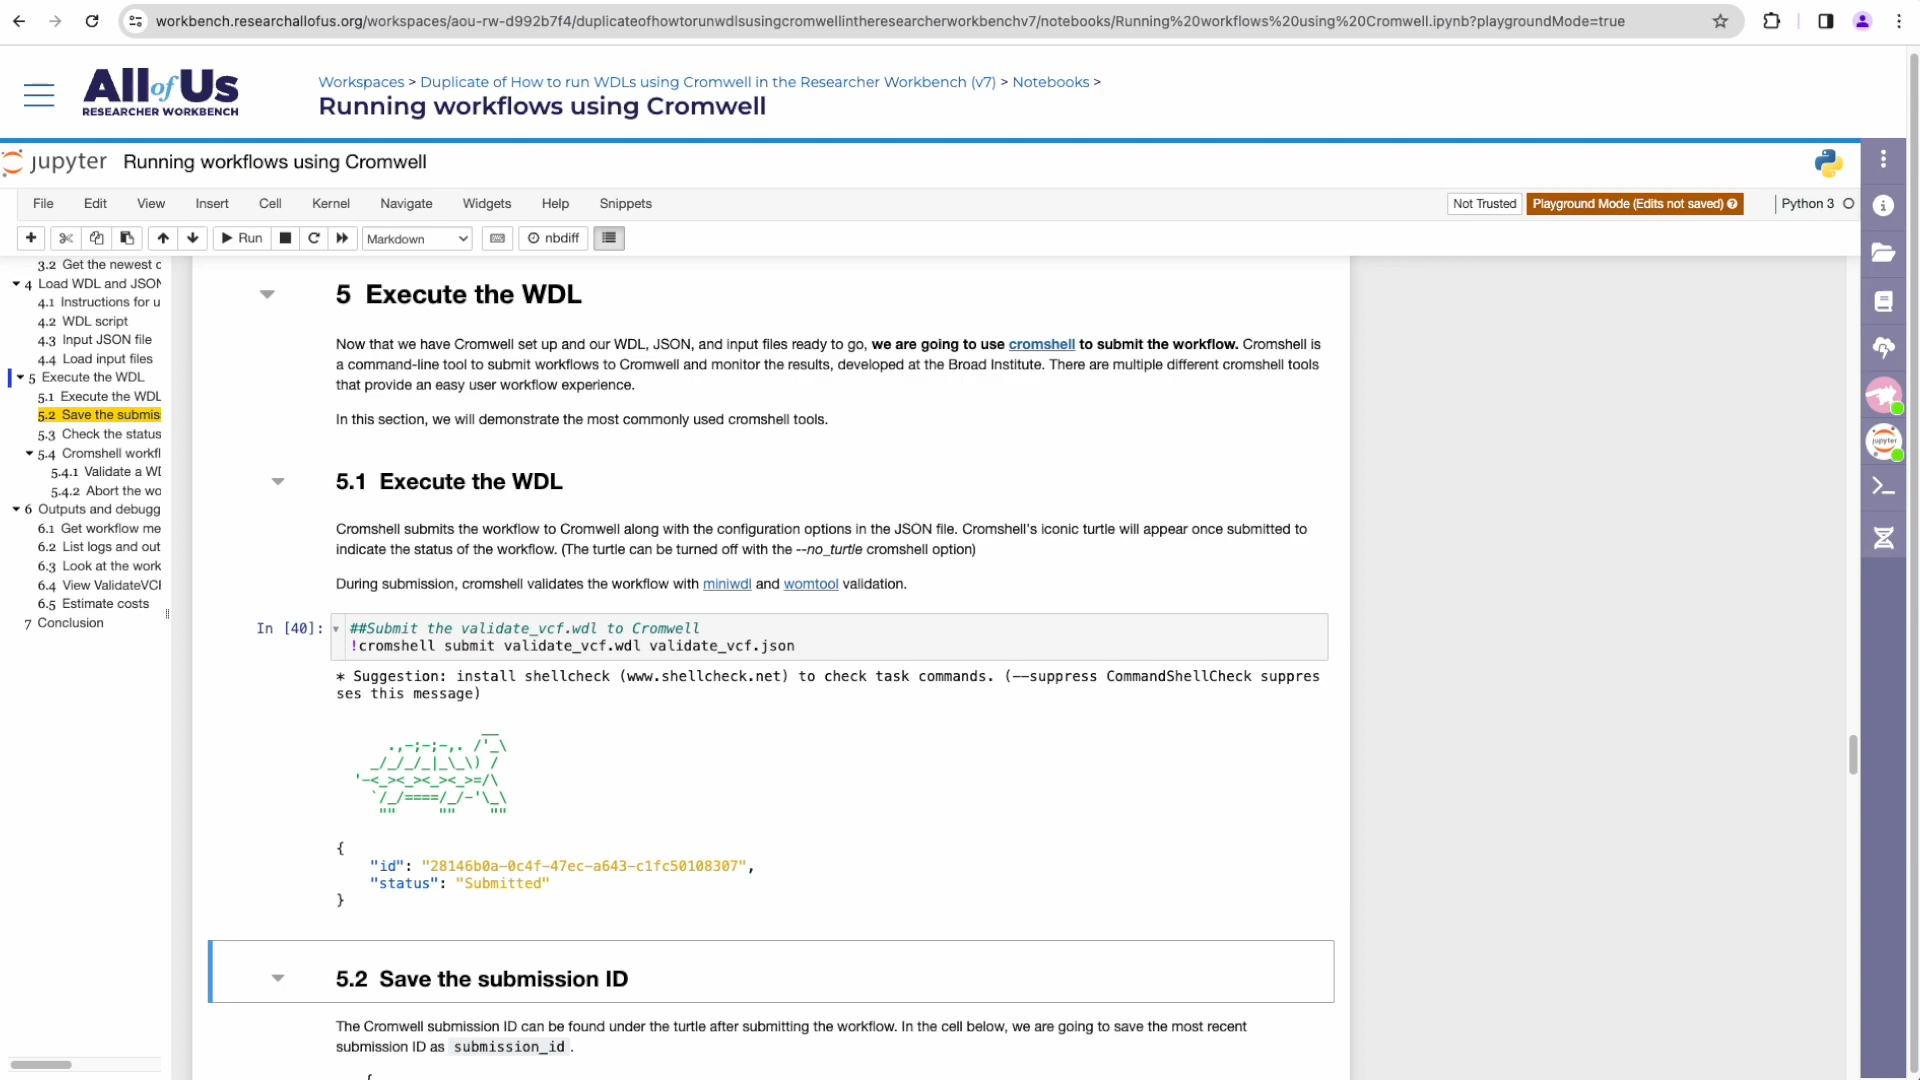 workbench.researchallofus.org/workspaces/aou-rw-d992b7f4/duplicateofhowtorunwdlsusingcromwellintheresearcherworkbenchv7/notebooks/Running%20workflows%20using%20Cromwell.ipynb?playgroundMode=true
All of Us
RESEARCHER WORKBENCH
Workspaces > Duplicate of How to run WDLs using Cromwell in the Researcher Workbench (v7) > Notebooks >
Running workflows using Cromwell
jupyter Running workflows using Cromwell
File Edit View Insert Cell Kernel Navigate Widgets Help Snippets
Not Trusted Playground Mode (Edits not saved) Python 3
Run Markdown nbdiff
3.2 Get the newest c
4 Load WDL and JSON
4.1 Instructions for u
4.2 WDL script
4.3 Input JSON file
4.4 Load input files
5 Execute the WDL
5.1 Execute the WDL
5.2 Save the submis
5.3 Check the status
5.4 Cromshell workfl
5.4.1 Validate a WD
5.4.2 Abort the wo
6 Outputs and debugg
6.1 Get workflow me
6.2 List logs and out
6.3 Look at the work
6.4 View ValidateVCF
6.5 Estimate costs
7 Conclusion
5 Execute the WDL
Now that we have Cromwell set up and our WDL, JSON, and input files ready to go, we are going to use cromshell to submit the workflow. Cromshell is
a command-line tool to submit workflows to Cromwell and monitor the results, developed at the Broad Institute. There are multiple different cromshell tools
that provide an easy user workflow experience.
In this section, we will demonstrate the most commonly used cromshell tools.
5.1 Execute the WDL
Cromshell submits the workflow to Cromwell along with the configuration options in the JSON file. Cromshell's iconic turtle will appear once submitted to
indicate the status of the workflow. (The turtle can be turned off with the --no_turtle cromshell option)
During submission, cromshell validates the workflow with miniwdl and womtool validation.
In [40]: ##Submit the validate_vcf.wdl to Cromwell
!cromshell submit validate_vcf.wdl validate_vcf.json
* Suggestion: install shellcheck (www.shellcheck.net) to check task commands. (--suppress CommandShellCheck suppres
ses this message)
{
"id": "28146b0a-0c4f-47ec-a643-c1fc50108307",
"status": "Submitted"
}
5.2 Save the submission ID
The Cromwell submission ID can be found under the turtle after submitting the workflow. In the cell below, we are going to save the most recent
submission ID as submission_id .
jupyter